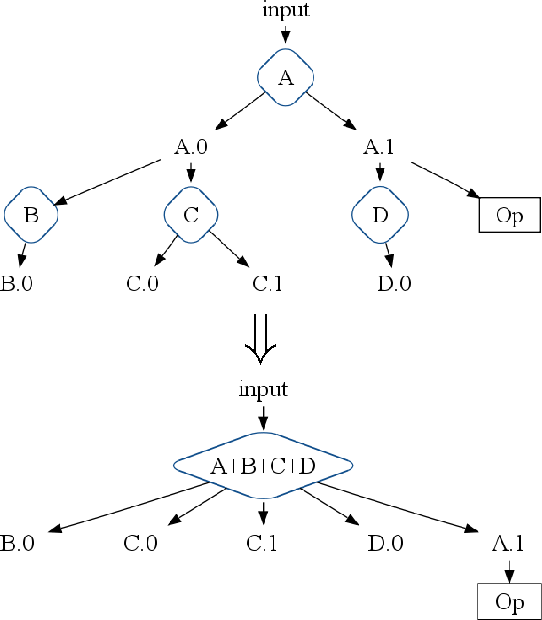 input
A
A.0 A.1
B C D Op
B.0 C.0 C.1 D.0
input
A+B+C+D
B.0 C.0 C.1 D.0 A.1
Op